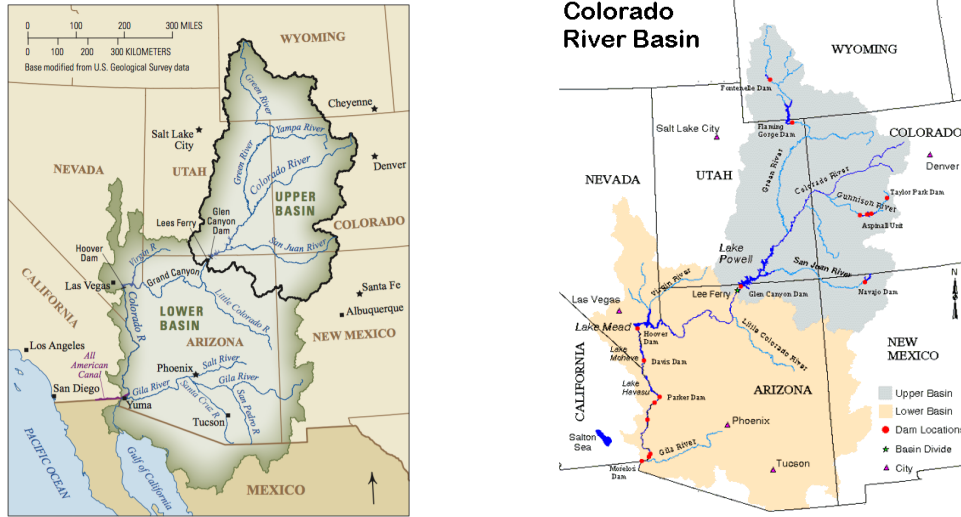 0 100 200 300 MILES
0 100 200 300 KILOMETERS
Base modified from U.S. Geological Survey data
WYOMING
Green River
Cheyenne
Salt Lake
City
Yampa River
NEVADA
UTAH
Green River
Colorado River
Denver
UPPER
BASIN
Lees Ferry
Glen
Canyon
Dam
COLORADO
Hoover
Dam
Virgin R
San Juan River
Grand Canyon
Las Vegas
Santa Fe
CALIFORNIA
Colorado R
LOWER
BASIN
Little Colorado R
Albuquerque
ARIZONA
NEW MEXICO
Los Angeles
All
American
Canal
Phoenix
Salt River
Gila River
San Diego
Gila River
Yuma
Santa Cruz R
San Pedro R
Tucson
PACIFIC OCEAN
Gulf of California
MEXICO
Colorado
River Basin
WYOMING
Fontenelle Dam
Salt Lake City
Flaming
Gorge Dam
COLORADO
Denver
NEVADA
UTAH
Green River
Colorado River
Gunnison River
Taylor Park Dam
Aspinall Unit
Lake
Powell
San Juan River
Navajo Dam
Virgin River
Lee Ferry
Glen Canyon Dam
Las Vegas
Lake Mead
Hoover
Dam
Little Colorado River
N
NEW
MEXICO
CALIFORNIA
Lake
Mohave
Davis Dam
Lake
Havasu
Parker Dam
ARIZONA
Phoenix
Salton
Sea
Gila River
Morelos
Dam
Tucson
Upper Basin
Lower Basin
Dam Locations
Basin Divide
City